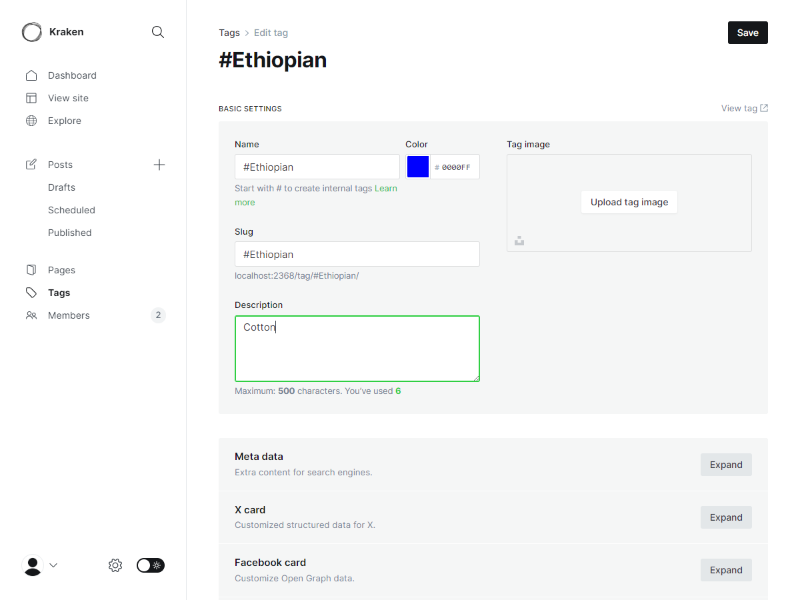 Kraken
Dashboard
View site
Explore
Posts
Drafts
Scheduled
Published
Pages
Tags
Members 2
Tags > Edit tag
Save
#Ethiopian
BASIC SETTINGS
View tag
Name
#Ethiopian
Start with # to create internal tags Learn
more
Color
# 0000FF
Slug
#Ethiopian
localhost:2368/tag/#Ethiopian/
Description
Cotton
Maximum: 500 characters. You've used 6
Tag image
Upload tag image
Meta data
Extra content for search engines.
Expand
X card
Customized structured data for X.
Expand
Facebook card
Customize Open Graph data.
Expand